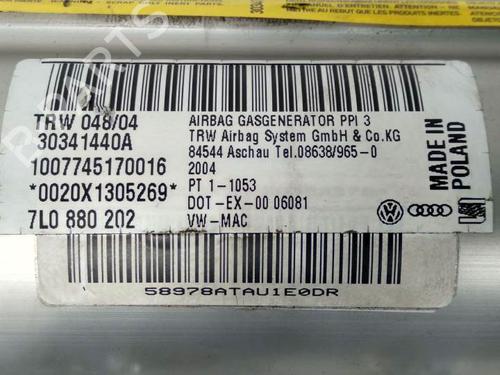 TRW 048/04
30341440A
1007745170016
*0020X1305269*
7L0 880 202
AIRBAG GASGENERATOR PPI 3
TRW Airbag System GmbH & Co.KG
84544 Aschau Tel.08638/965-0
2004
PT 1-1053
DOT-EX-00 06081
VW-MAC
MADE IN
POLAND
58978ATAU1E0DR